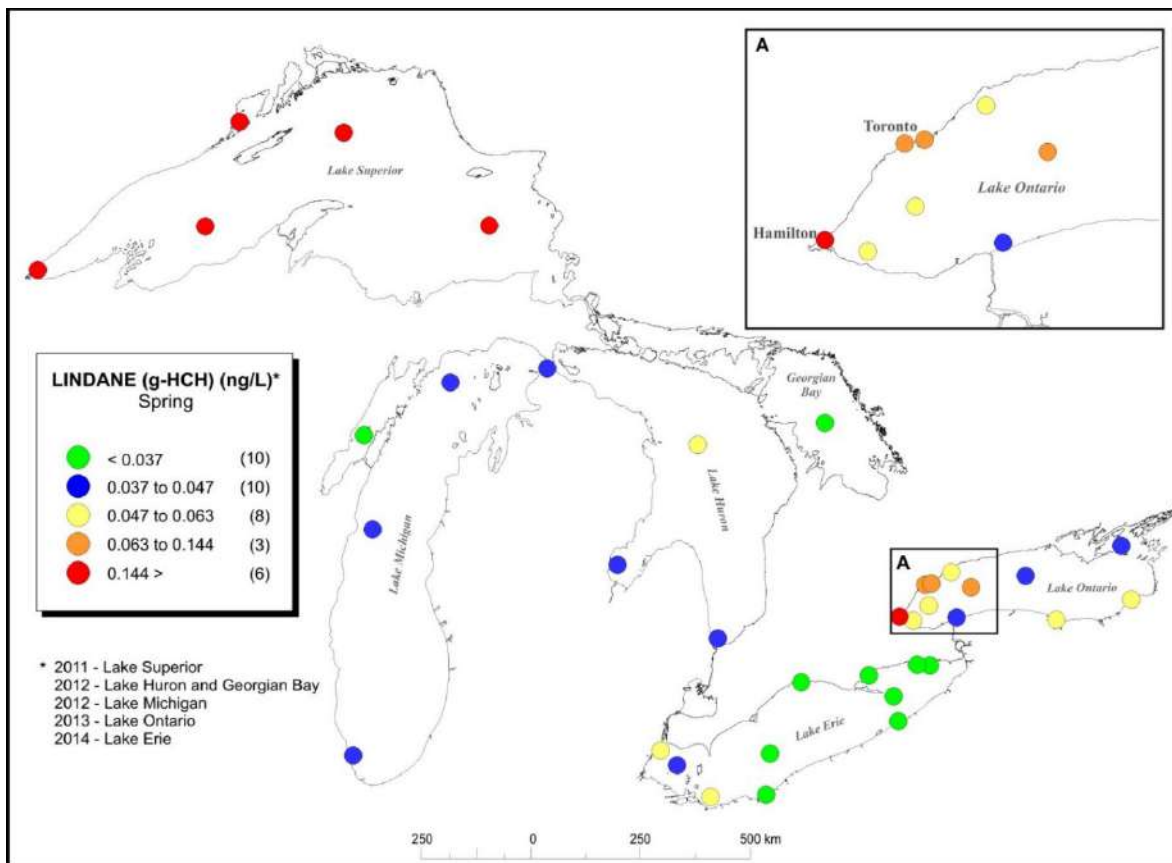 A
Toronto
Lake Ontario
Hamilton
Lake Superior
LINDANE (g-HCH) (ng/L)*
Spring
< 0.037 (10)
0.037 to 0.047 (10)
0.047 to 0.063 (8)
0.063 to 0.144 (3)
0.144 > (6)
Georgian
Bay
Lake Huron
Lake Michigan
A
Lake Ontario
Lake Erie
* 2011 - Lake Superior
2012 - Lake Huron and Georgian Bay
2012 - Lake Michigan
2013 - Lake Ontario
2014 - Lake Erie
250 0 250 500 km